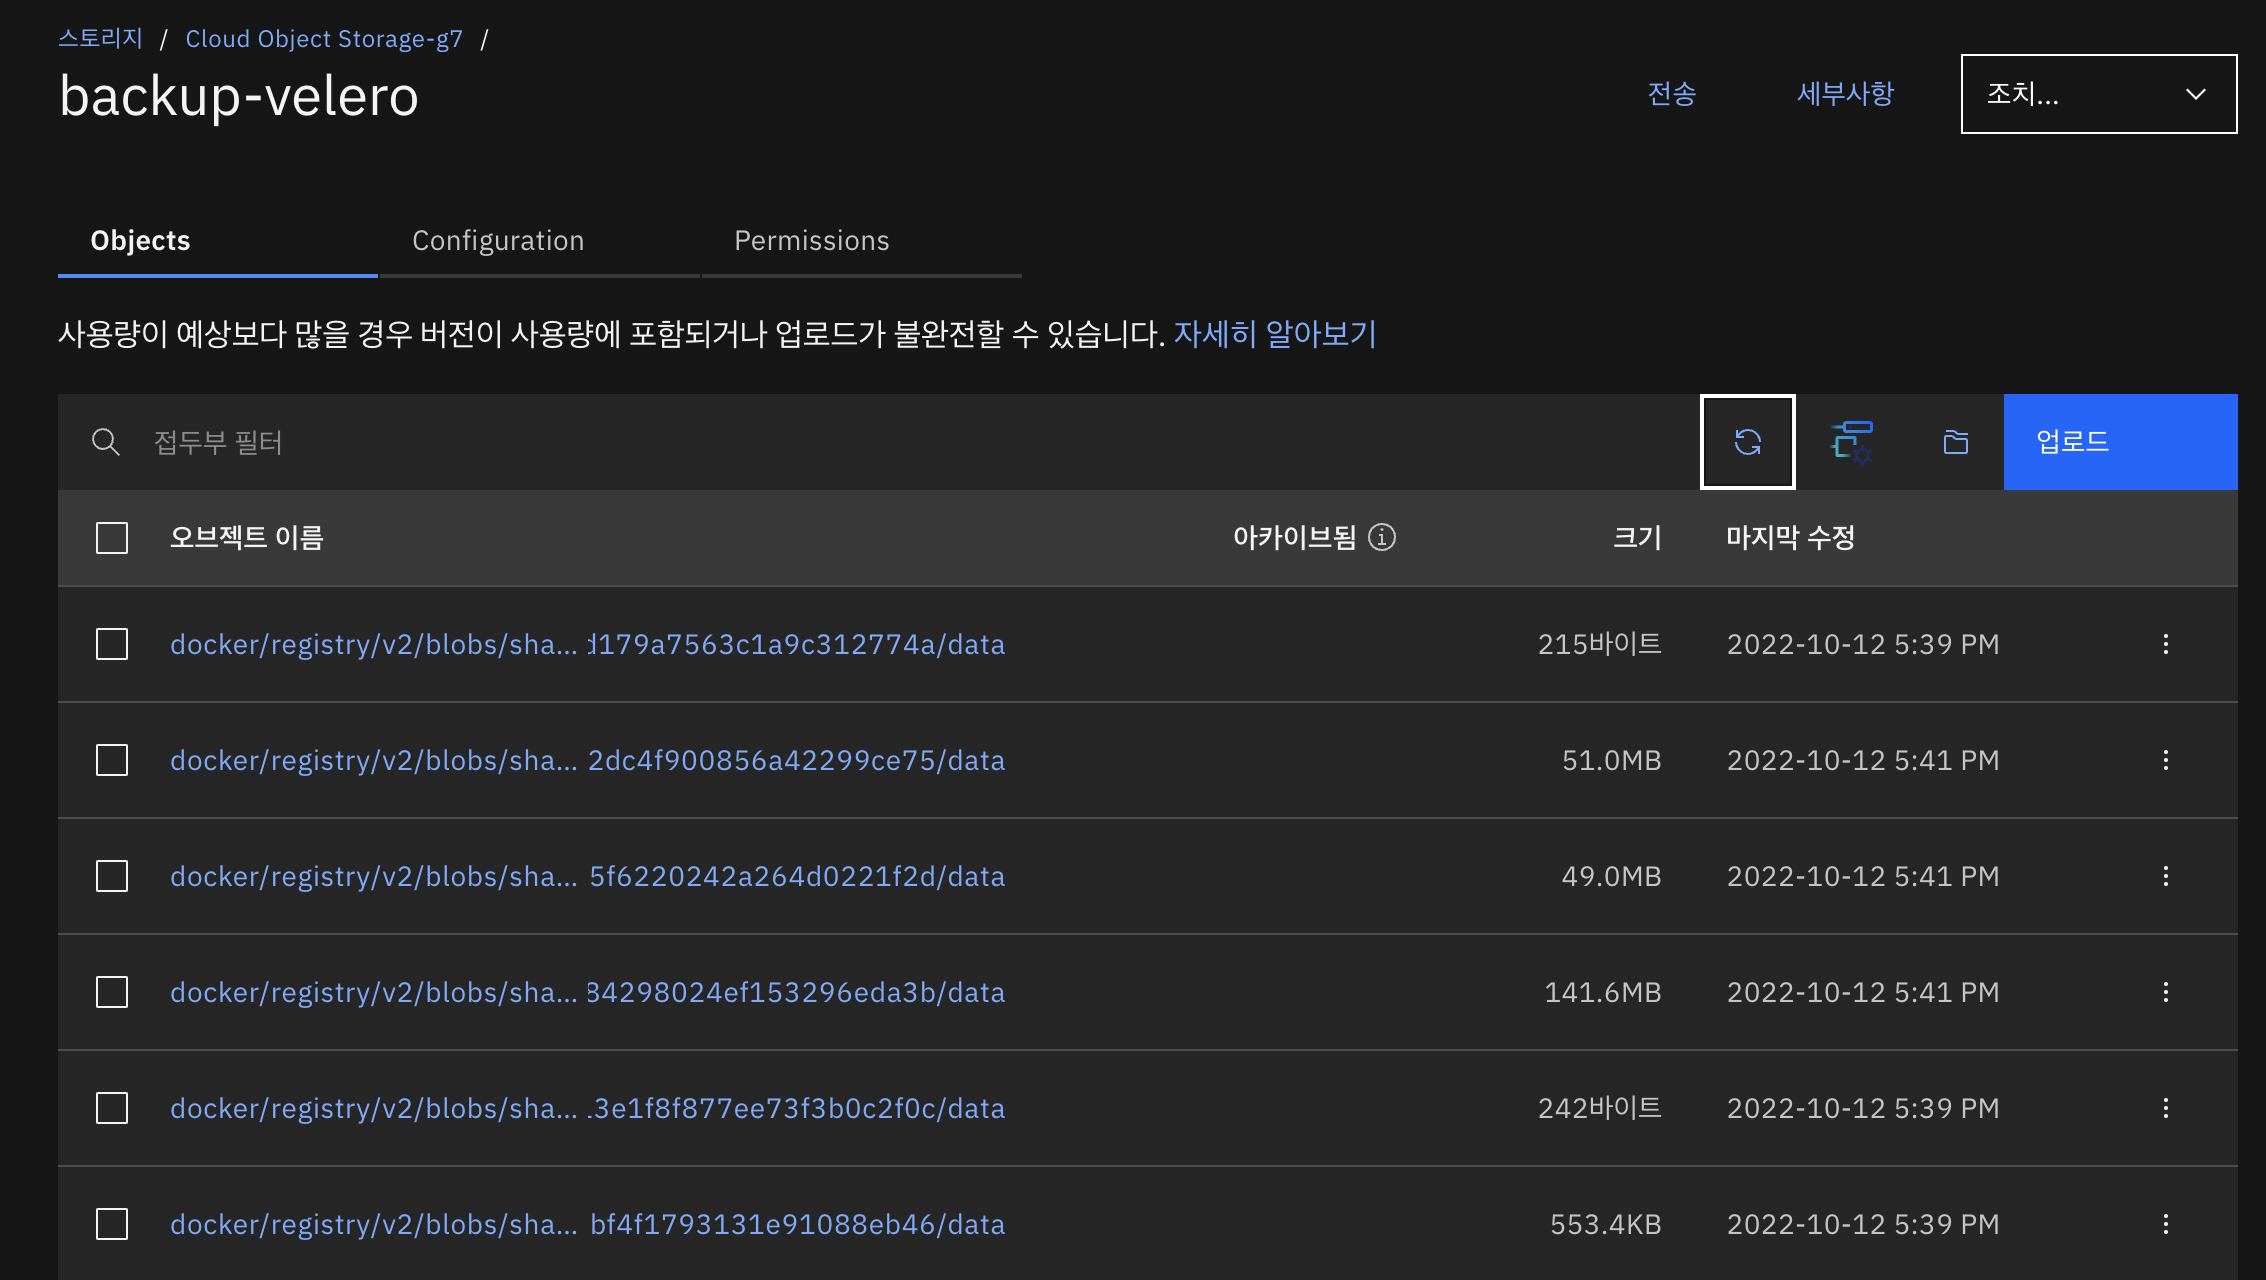 스토리지 / Cloud Object Storage-g7 /
backup-velero
전송 세부사항 조치...
Objects Configuration Permissions
사용량이 예상보다 많을 경우 버전이 사용량에 포함되거나 업로드가 불완전할 수 있습니다. 자세히 알아보기
접두부 필터 업로드
오브젝트 이름 아카이브됨 크기 마지막 수정
docker/registry/v2/blobs/sha... d179a7563c1a9c312774a/data 215바이트 2022-10-12 5:39 PM
docker/registry/v2/blobs/sha... 2dc4f900856a42299ce75/data 51.0MB 2022-10-12 5:41 PM
docker/registry/v2/blobs/sha... 5f6220242a264d0221f2d/data 49.0MB 2022-10-12 5:41 PM
docker/registry/v2/blobs/sha... 84298024ef153296eda3b/data 141.6MB 2022-10-12 5:41 PM
docker/registry/v2/blobs/sha... 13e1f8f877ee73f3b0c2f0c/data 242바이트 2022-10-12 5:39 PM
docker/registry/v2/blobs/sha... bf4f1793131e91088eb46/data 553.4KB 2022-10-12 5:39 PM